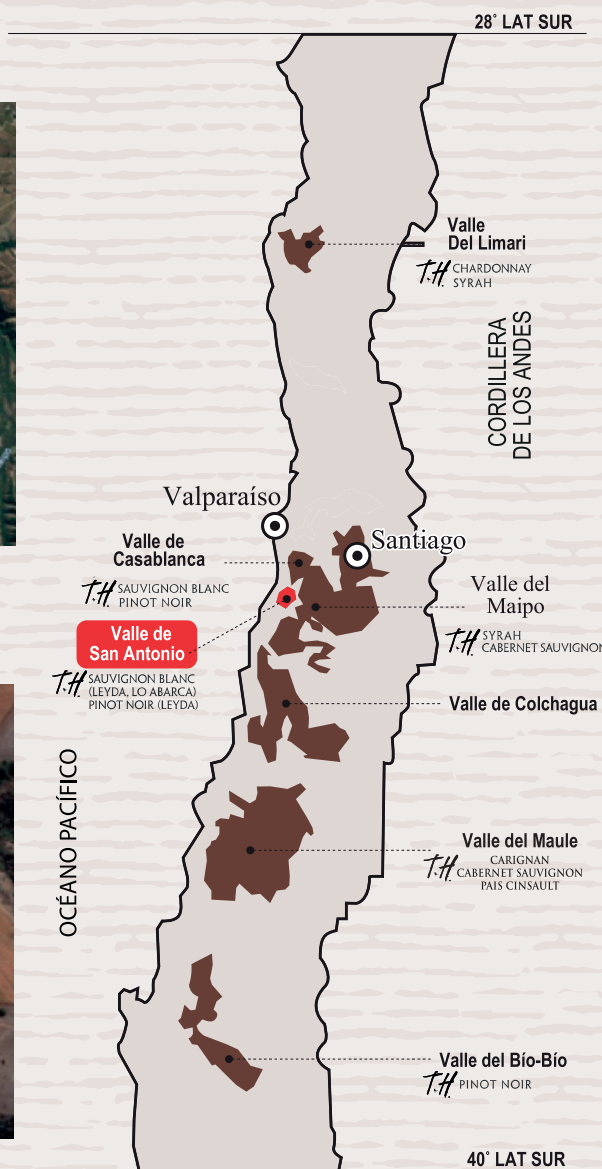 28° LAT SUR
Valle
Del Limari
T.H. CHARDONNAY
SYRAH
CORDILLERA
DE LOS ANDES
Valparaíso
Santiago
Valle de
Casablanca
T.H. SAUVIGNON BLANC
PINOT NOIR
Valle del
Maipo
T.H. SYRAH
CABERNET SAUVIGNON
Valle de
San Antonio
T.H. SAUVIGNON BLANC
(LEYDA, LO ABARCA)
PINOT NOIR (LEYDA)
Valle de Colchagua
OCÉANO PACÍFICO
Valle del Maule
T.H. CARIGNAN
CABERNET SAUVIGNON
PAIS CINSAULT
Valle del Bío-Bío
T.H. PINOT NOIR
40° LAT SUR